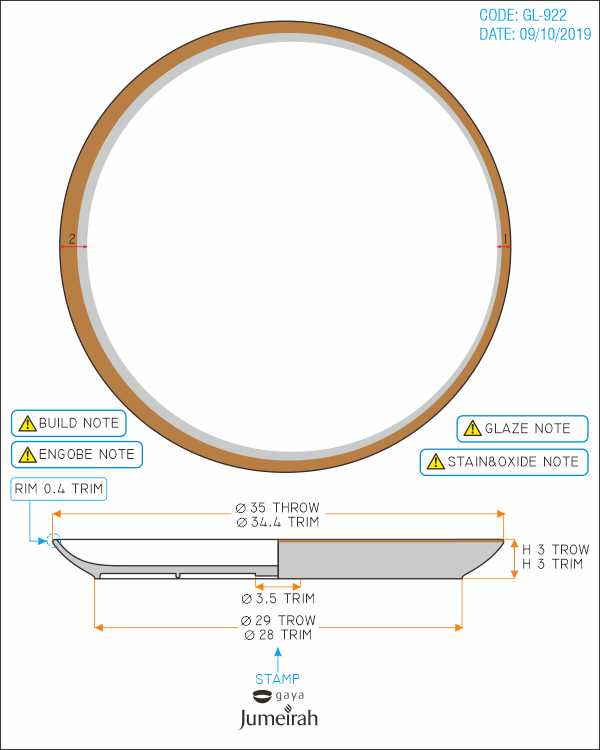 CODE: GL-922
DATE: 09/10/2019
2
1
BUILD NOTE
ENGOBE NOTE
GLAZE NOTE
STAIN&OXIDE NOTE
RIM 0.4 TRIM
Ø 35 THROW
Ø 34.4 TRIM
H 3 TROW
H 3 TRIM
Ø 3.5 TRIM
Ø 29 TROW
Ø 28 TRIM
STAMP
gaya
Jumeirah